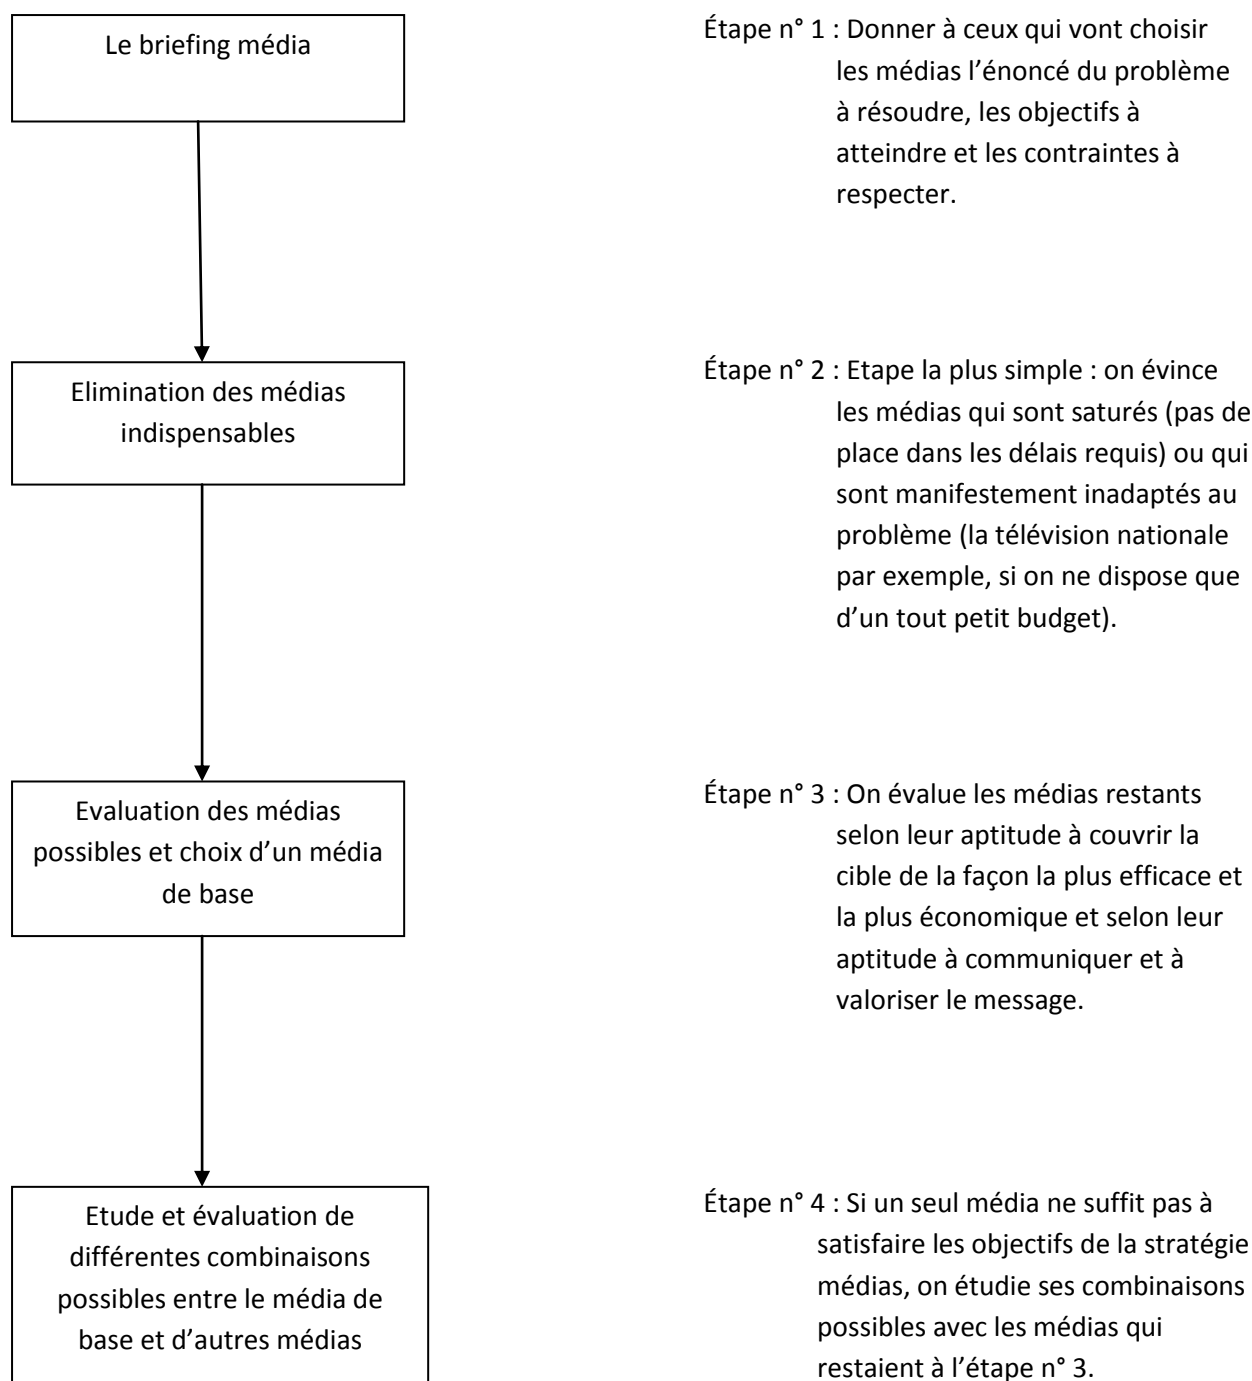 Le briefing média
Étape n° 1 : Donner à ceux qui vont choisir
les médias l’énoncé du problème
à résoudre, les objectifs à
atteindre et les contraintes à
respecter.
Elimination des médias
indispensables
Étape n° 2 : Etape la plus simple : on évince
les médias qui sont saturés (pas de
place dans les délais requis) ou qui
sont manifestement inadaptés au
problème (la télévision nationale
par exemple, si on ne dispose que
d’un tout petit budget).
Evaluation des médias
possibles et choix d’un média
de base
Étape n° 3 : On évalue les médias restants
selon leur aptitude à couvrir la
cible de la façon la plus efficace et
la plus économique et selon leur
aptitude à communiquer et à
valoriser le message.
Etude et évaluation de
différentes combinaisons
possibles entre le média de
base et d’autres médias
Étape n° 4 : Si un seul média ne suffit pas à
satisfaire les objectifs de la stratégie
médias, on étudie ses combinaisons
possibles avec les médias qui
restaient à l’étape n° 3.